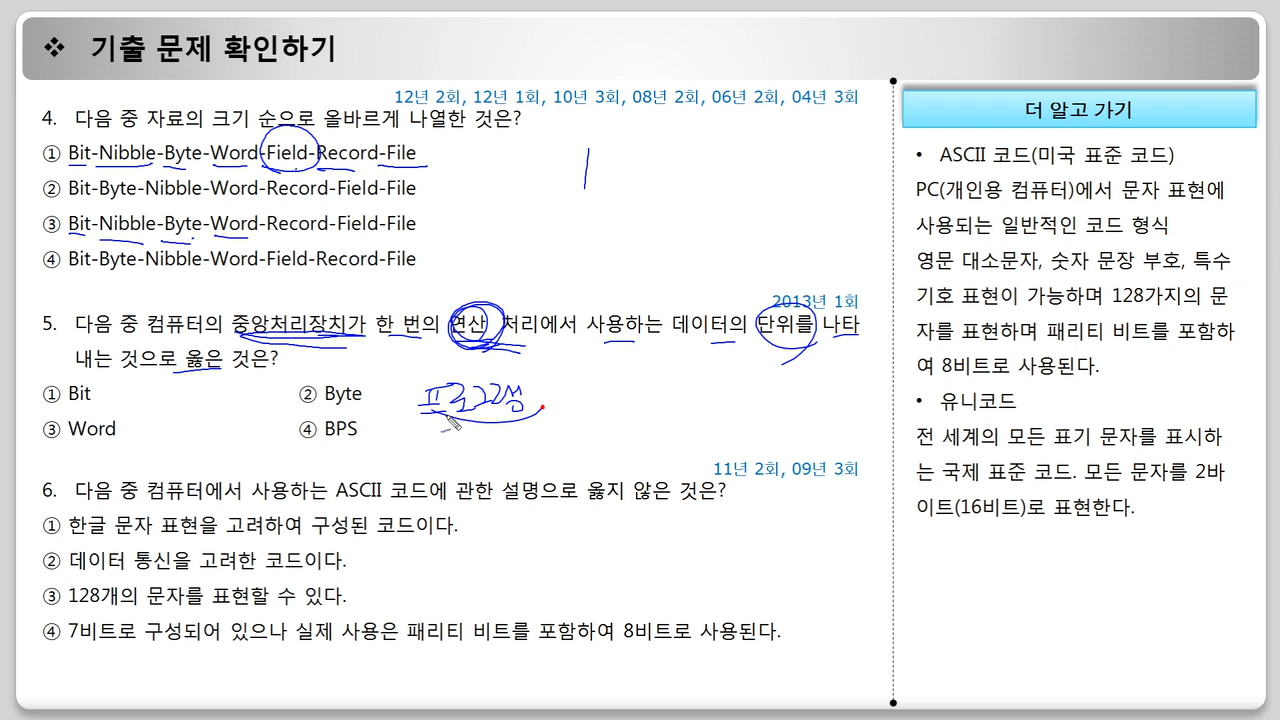 ❖ 기출 문제 확인하기
12년 2회, 12년 1회, 10년 3회, 08년 2회, 06년 2회, 04년 3회
4. 다음 중 자료의 크기 순으로 올바르게 나열한 것은?
① Bit-Nibble-Byte-Word-Field-Record-File
② Bit-Byte-Nibble-Word-Record-Field-File
③ Bit-Nibble-Byte-Word-Record-Field-File
④ Bit-Byte-Nibble-Word-Field-Record-File
2013년 1회
5. 다음 중 컴퓨터의 중앙처리장치가 한 번의 연산 처리에서 사용하는 데이터의 단위를 나타
내는 것으로 옳은 것은?
① Bit ② Byte
프로그램
③ Word ④ BPS
11년 2회, 09년 3회
6. 다음 중 컴퓨터에서 사용하는 ASCII 코드에 관한 설명으로 옳지 않은 것은?
① 한글 문자 표현을 고려하여 구성된 코드이다.
② 데이터 통신을 고려한 코드이다.
③ 128개의 문자를 표현할 수 있다.
④ 7비트로 구성되어 있으나 실제 사용은 패리티 비트를 포함하여 8비트로 사용된다.
더 알고 가기
• ASCII 코드(미국 표준 코드)
PC(개인용 컴퓨터)에서 문자 표현에
사용되는 일반적인 코드 형식
영문 대소문자, 숫자 문장 부호, 특수
기호 표현이 가능하며 128가지의 문
자를 표현하며 패리티 비트를 포함하
여 8비트로 사용된다.
• 유니코드
전 세계의 모든 표기 문자를 표시하
는 국제 표준 코드. 모든 문자를 2바
이트(16비트)로 표현한다.